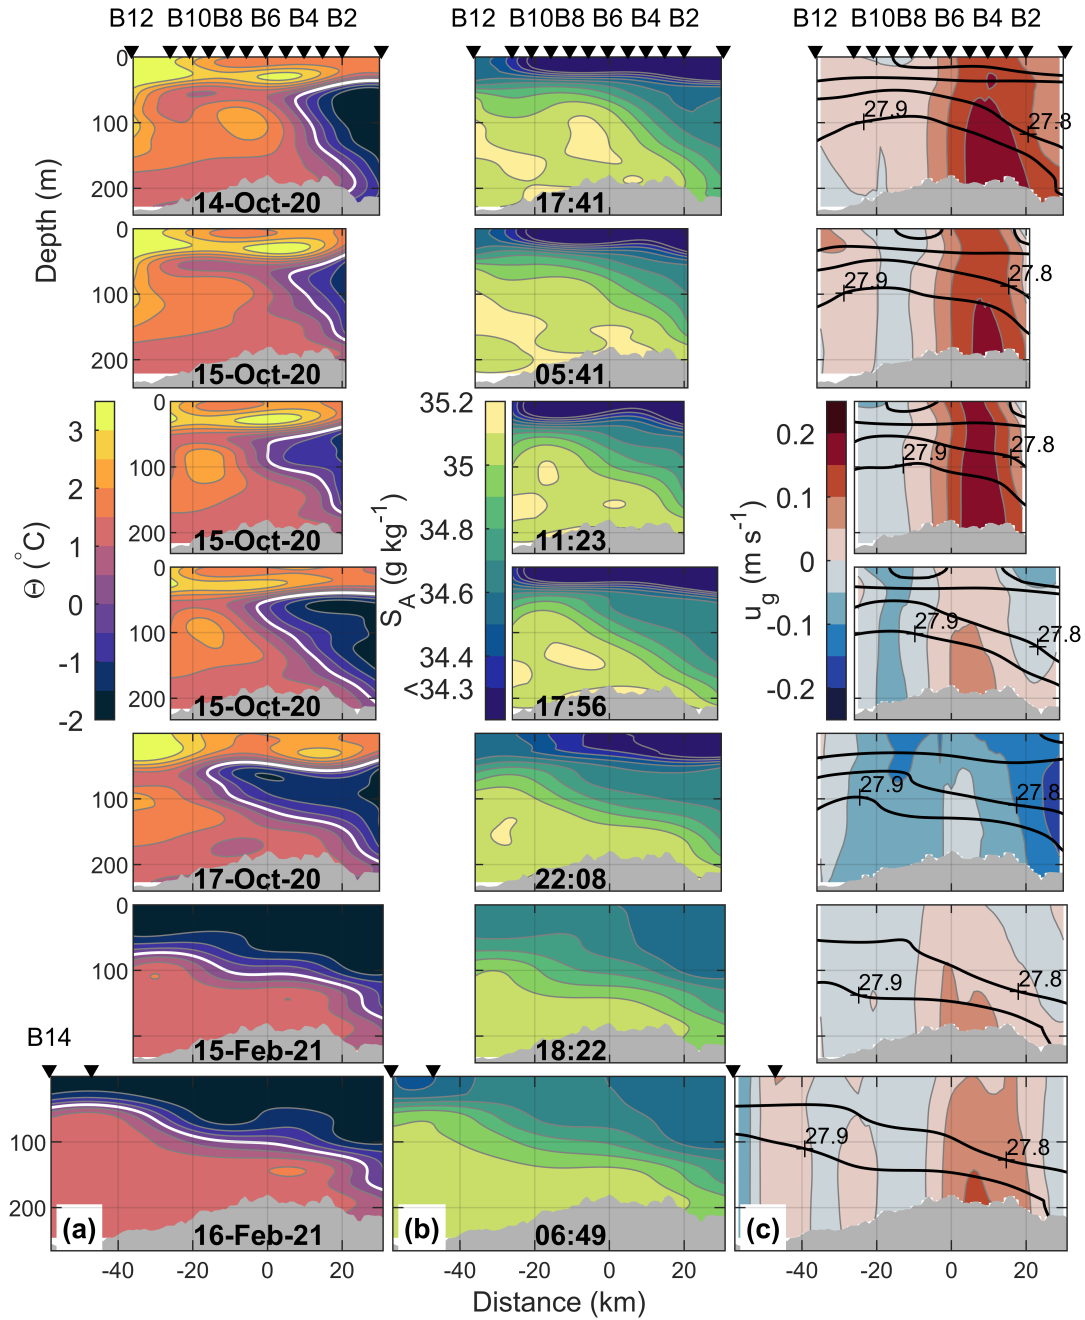 B12 B10 B8 B6 B4 B2 B12 B10 B8 B6 B4 B2 B12 B10 B8 B6 B4 B2
0
100
200
Depth (m)
14-Oct-20 17:41
27.9 27.8
0
100
200
15-Oct-20 05:41
27.9 27.8
0
100
200
15-Oct-20 11:23
27.9 27.8
3
2
1
0
-1
-2
Θ (°C)
35.2
35
34.8
34.6
34.4
<34.3
S_A (g kg⁻¹)
0.2
0.1
0
-0.1
-0.2
u_g (m s⁻¹)
0
100
200
15-Oct-20 17:56
27.9 27.8
100
200
17-Oct-20 22:08
27.9 27.8
0
100
15-Feb-21 18:22
27.9 27.8
B14
100
200
(a) 16-Feb-21 (b) 06:49 (c)
27.9 27.8
-40 -20 0 20 -40 -20 0 20 -40 -20 0 20
Distance (km)